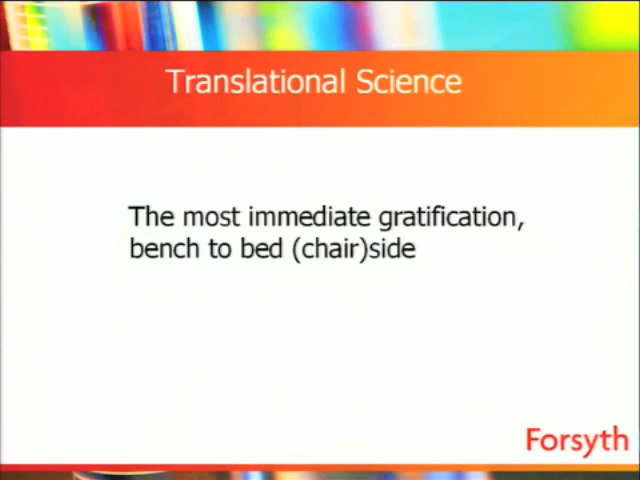 Translational Science
The most immediate gratification,
bench to bed (chair)side
Forsyth